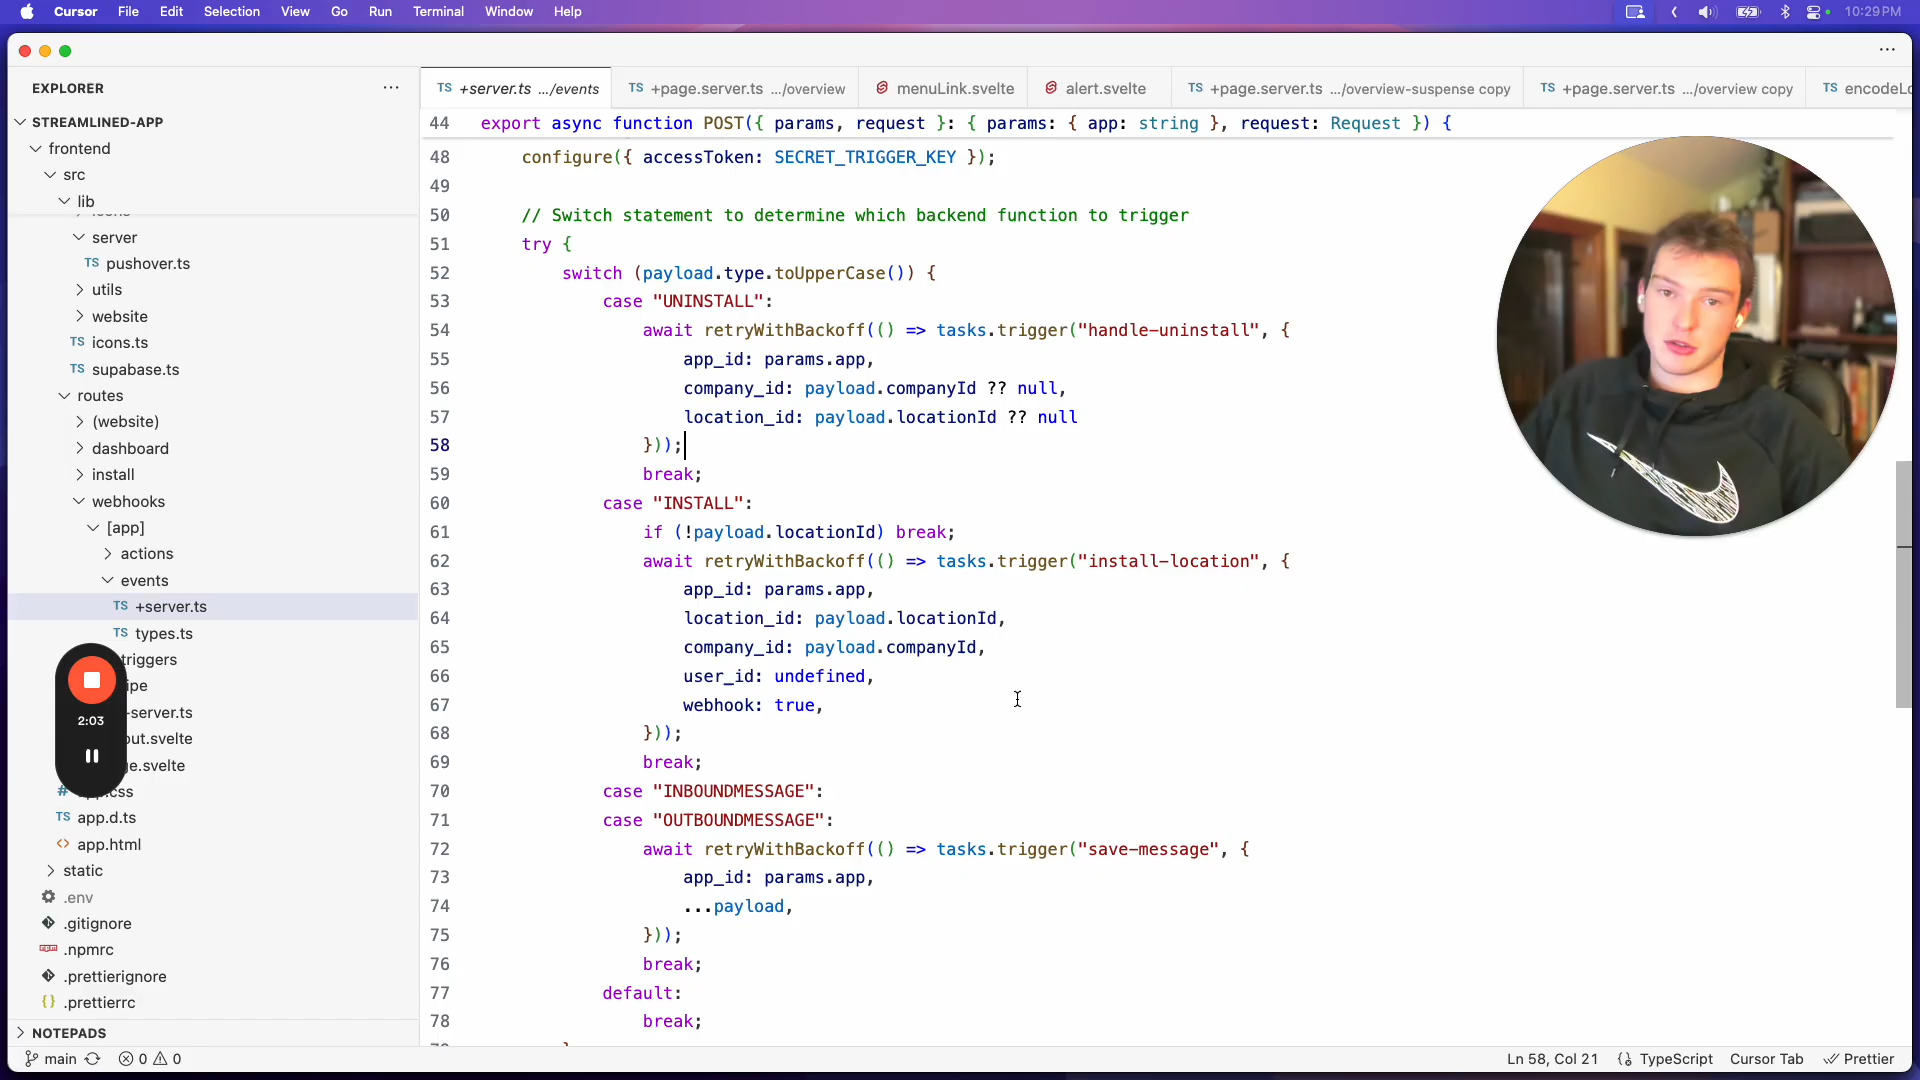 Cursor File Edit Selection View Go Run Terminal Window Help 10:29 PM
EXPLORER
STREAMLINED-APP
frontend
src
lib
server
TS pushover.ts
utils
website
TS icons.ts
TS supabase.ts
routes
(website)
dashboard
install
webhooks
[app]
actions
events
TS +server.ts
TS types.ts
triggers
2:03
app.css
TS app.d.ts
app.html
static
.env
.gitignore
.npmrc
.prettierignore
.prettierrc
NOTEPADS
TS +server.ts .../events
TS +page.server.ts .../overview
menuLink.svelte
alert.svelte
TS +page.server.ts .../overview-suspense copy
TS +page.server.ts .../overview copy
TS
44 export async function POST({ params, request }: { params: { app: string }, request: Request }) {
48 configure({ accessToken: SECRET_TRIGGER_KEY });
49
50 // Switch statement to determine which backend function to trigger
51 try {
52 switch (payload.type.toUpperCase()) {
53 case "UNINSTALL":
54 await retryWithBackoff(() => tasks.trigger("handle-uninstall", {
55 app_id: params.app,
56 company_id: payload.companyId ?? null,
57 location_id: payload.locationId ?? null
58 }));
59 break;
60 case "INSTALL":
61 if (!payload.locationId) break;
62 await retryWithBackoff(() => tasks.trigger("install-location", {
63 app_id: params.app,
64 location_id: payload.locationId,
65 company_id: payload.companyId,
66 user_id: undefined,
67 webhook: true,
68 }));
69 break;
70 case "INBOUNDMESSAGE":
71 case "OUTBOUNDMESSAGE":
72 await retryWithBackoff(() => tasks.trigger("save-message", {
73 app_id: params.app,
74 ...payload,
75 }));
76 break;
77 default:
78 break;
main 0 0 Ln 58, Col 21 TypeScript Cursor Tab Prettier